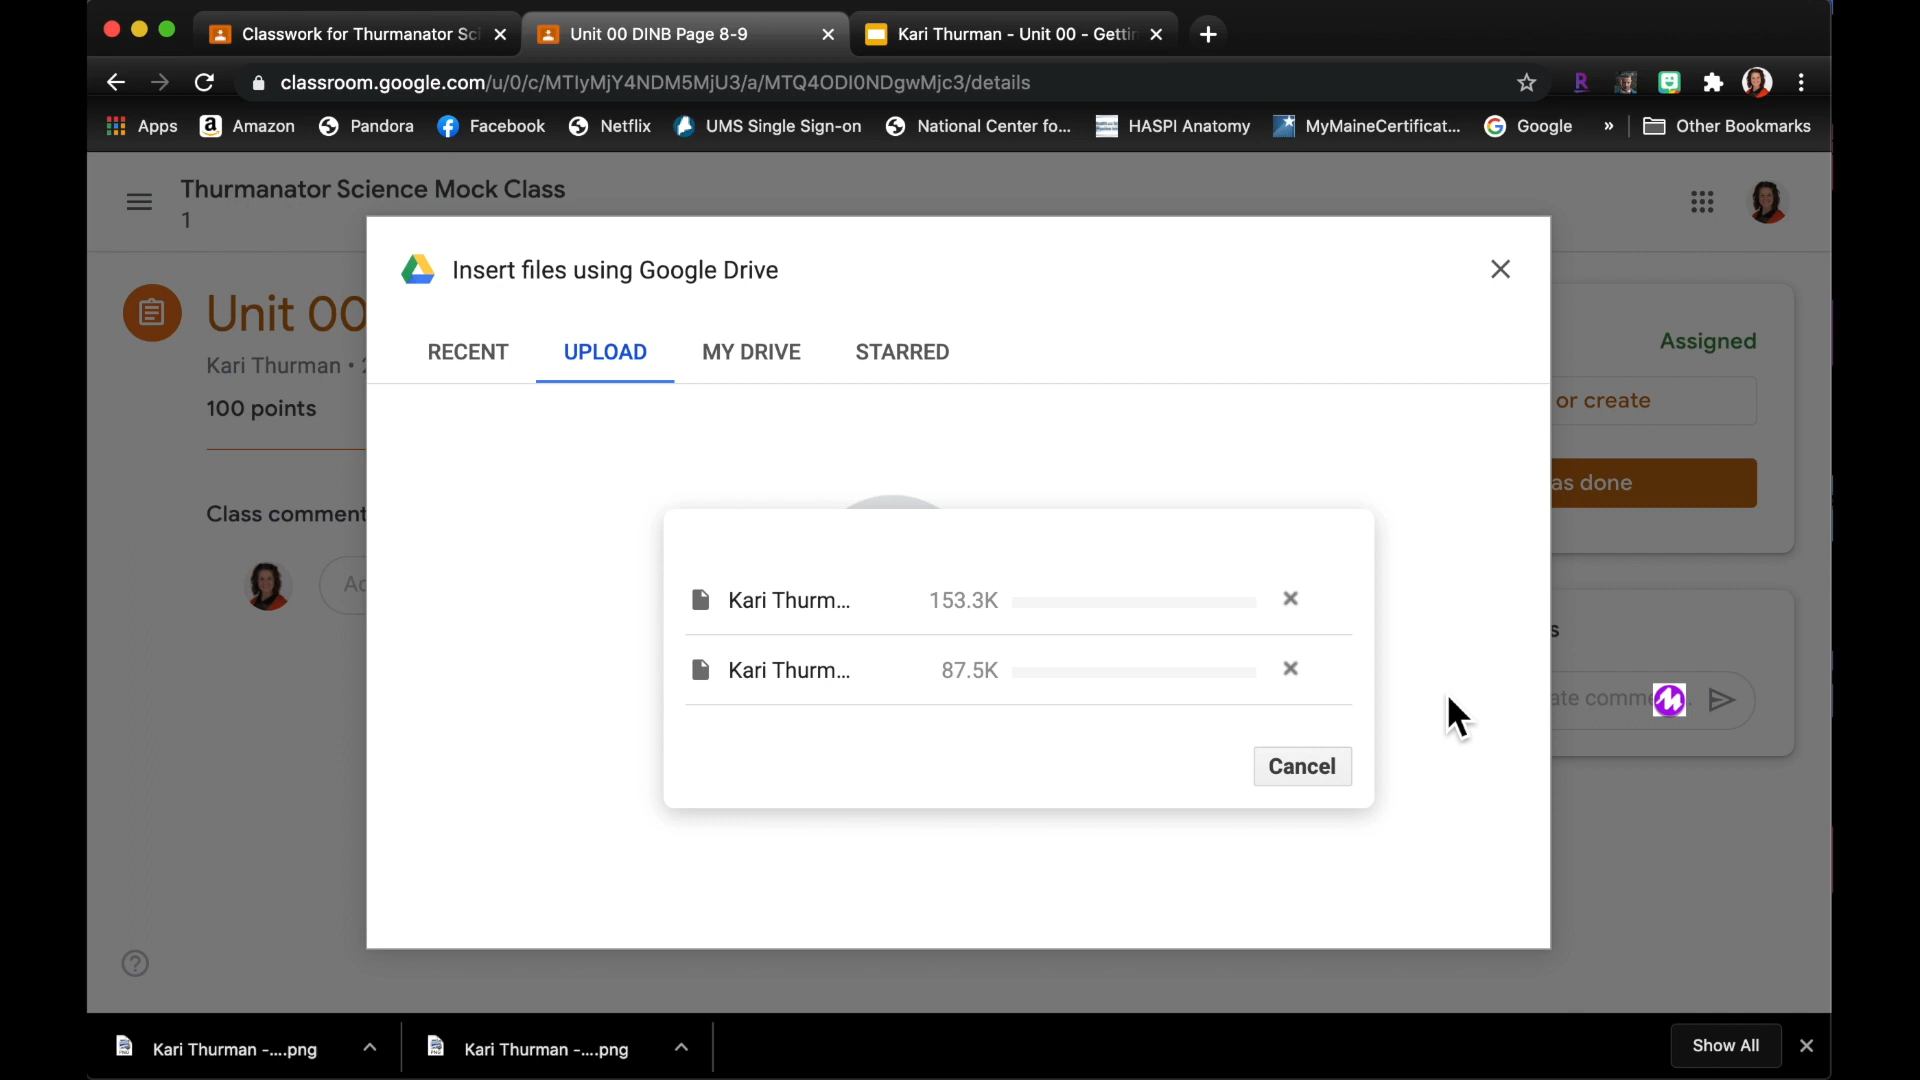 Classwork for Thurmanator Sci
Unit 00 DINB Page 8-9
Kari Thurman - Unit 00 - Gettin
classroom.google.com/u/0/c/MTIyMjY4NDM5MjU3/a/MTQ4ODI0NDgwMjc3/details
Apps
Amazon
Pandora
Facebook
Netflix
UMS Single Sign-on
National Center fo...
HASPI Anatomy
MyMaineCertificat...
Google
»
Other Bookmarks
Thurmanator Science Mock Class
1
Insert files using Google Drive
RECENT
UPLOAD
MY DRIVE
STARRED
Unit 00
Kari Thurman •
100 points
Assigned
or create
as done
Class comment
Kari Thurm...
153.3K
Kari Thurm...
87.5K
Cancel
ate comme
Kari Thurman -....png
Kari Thurman -....png
Show All